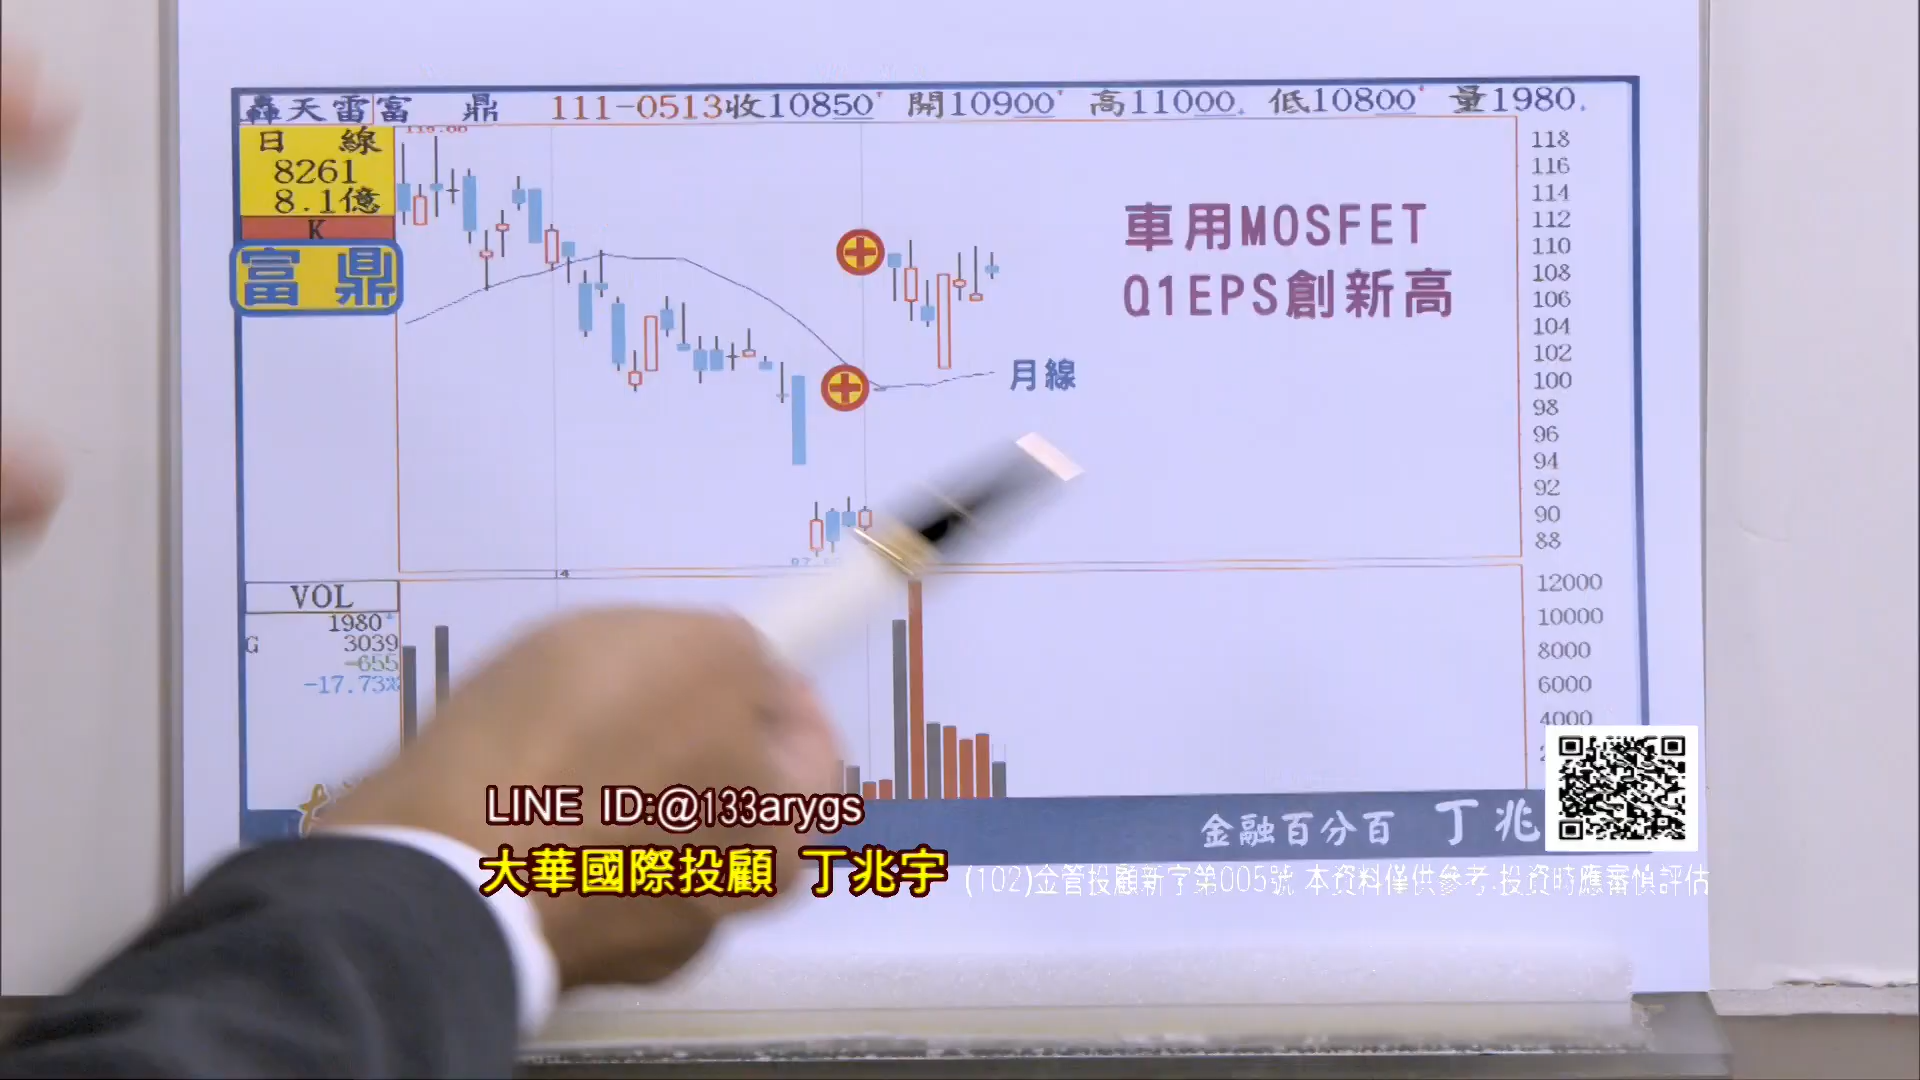 轟天雷富 鼎 111-0513收10850 開10900 高11000 低10800 量1980
日 線
8261
8.1億
K
富 鼎
118
116
114
112
110
108
106
104
102
100
98
96
94
92
90
88
車用MOSFET
Q1EPS創新高
月線
4
VOL
1980
G 3039
-655
-17.73%
12000
10000
8000
6000
4000
金融百分百 丁兆
LINE ID:@133arygs
大華國際投顧 丁兆宇
(102)金管投顧新字第005號 本資料僅供參考 投資時應審慎評估